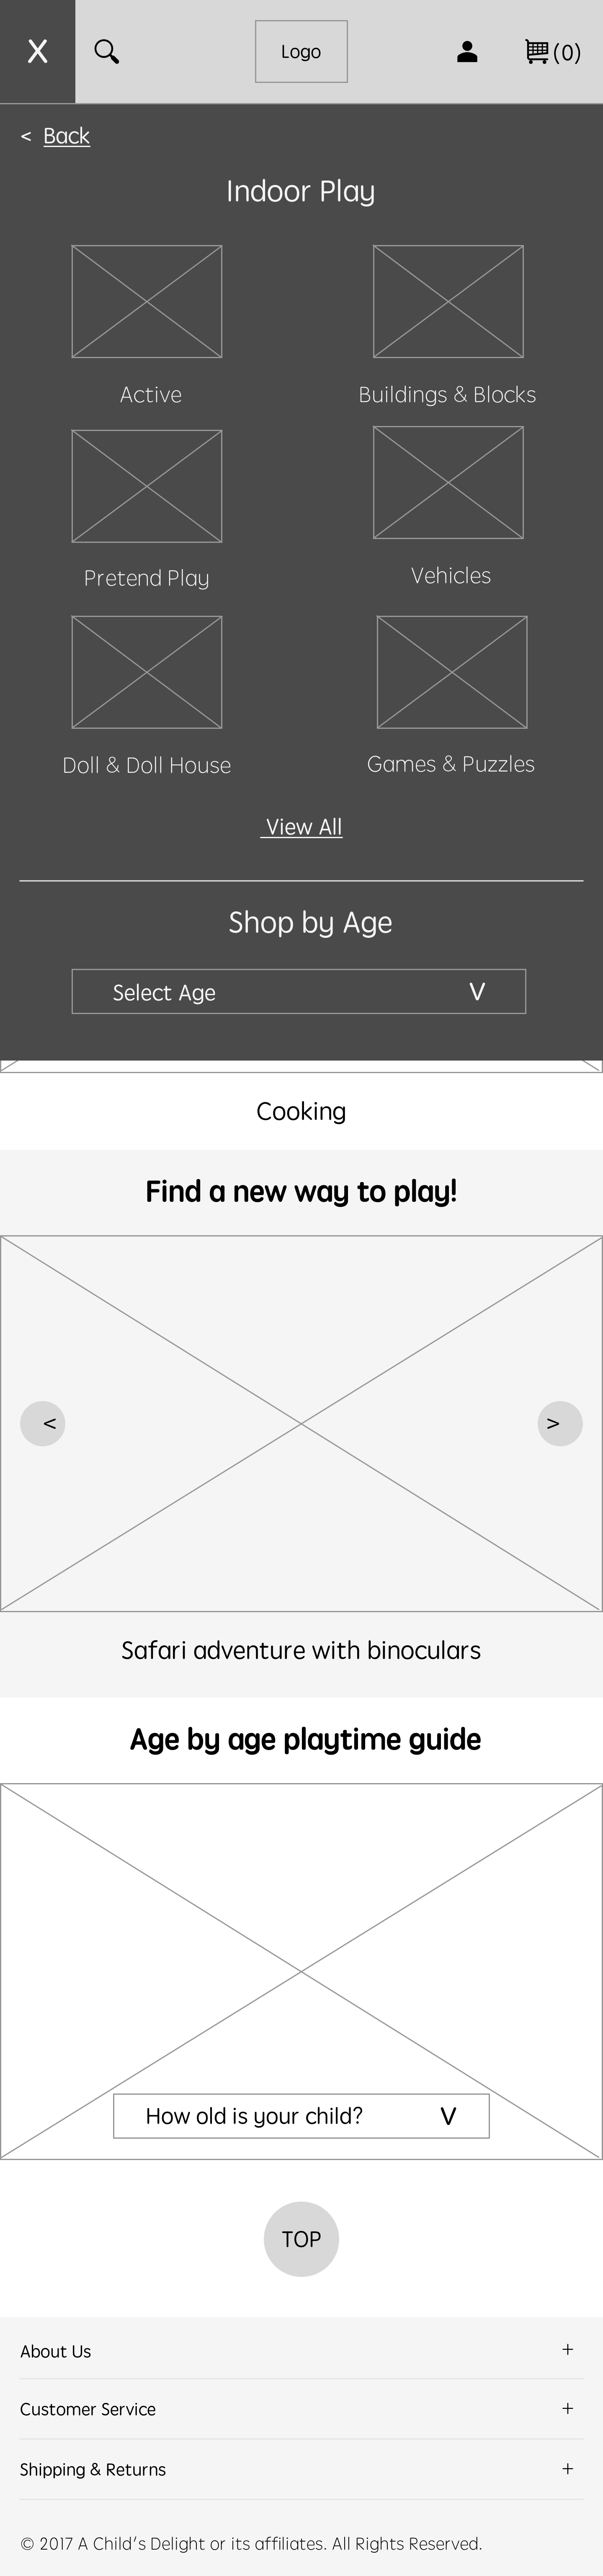 X Logo (0)
< Back
Indoor Play
Active Buildings & Blocks
Pretend Play Vehicles
Doll & Doll House Games & Puzzles
View All
Shop by Age
Select Age V
Cooking
Find a new way to play!
< >
Safari adventure with binoculars
Age by age playtime guide
How old is your child? V
TOP
About Us +
Customer Service +
Shipping & Returns +
© 2017 A Child's Delight or its affiliates. All Rights Reserved.